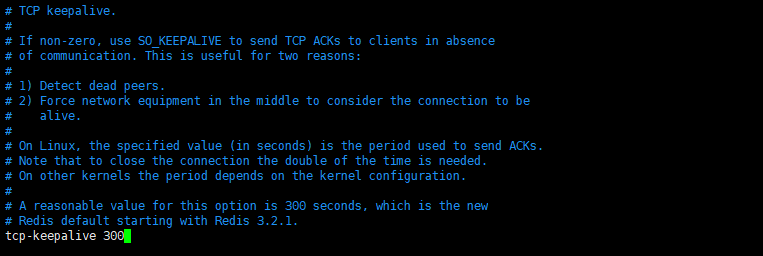 # TCP keepalive.
#
# If non-zero, use SO_KEEPALIVE to send TCP ACKs to clients in absence
# of communication. This is useful for two reasons:
#
# 1) Detect dead peers.
# 2) Force network equipment in the middle to consider the connection to be
#    alive.
#
# On Linux, the specified value (in seconds) is the period used to send ACKs.
# Note that to close the connection the double of the time is needed.
# On other kernels the period depends on the kernel configuration.
#
# A reasonable value for this option is 300 seconds, which is the new
# Redis default starting with Redis 3.2.1.
tcp-keepalive 300